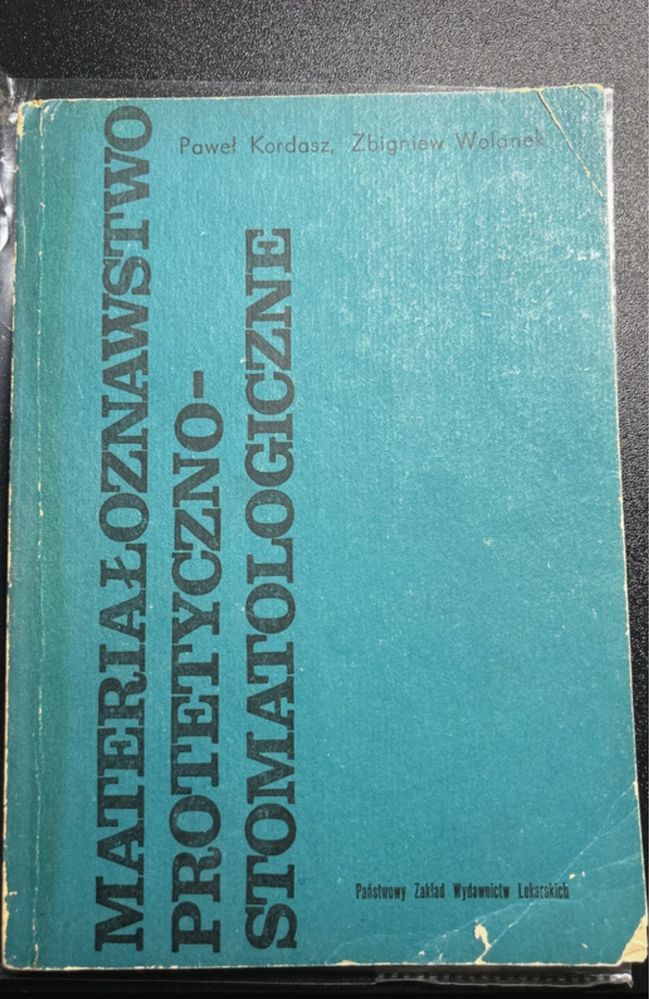 Paweł Kordasz, Zbigniew Wolanek
MATERIAŁOZNAWSTWO
PROTETYCZNO-
STOMATOLOGICZNE
Państwowy Zakład Wydawnictw Lekarskich